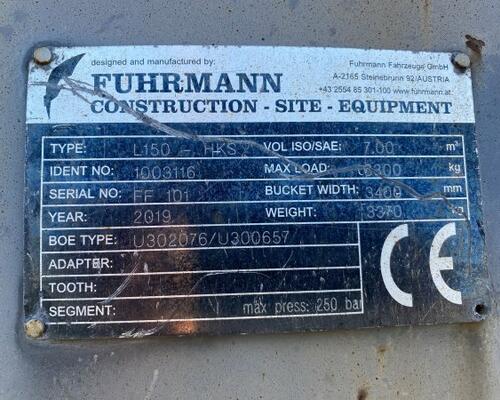 designed and manufactured by:
Fuhrmann Fahrzeuge GmbH
A-2165 Steinebrunn 92/AUSTRIA
+43 2554 85 301-100 www.fuhrmann.at
FUHRMANN
CONSTRUCTION - SITE - EQUIPMENT
TYPE: L150 - HKS VOL ISO/SAE: 7.00 m³
IDENT NO: 1003116 MAX LOAD: kg
SERIAL NO: FF 101 BUCKET WIDTH: 3400 mm
YEAR: 2019 WEIGHT: 3370
BOE TYPE: U302076/U300657
ADAPTER:
TOOTH:
SEGMENT: max press: 250 bar
CE